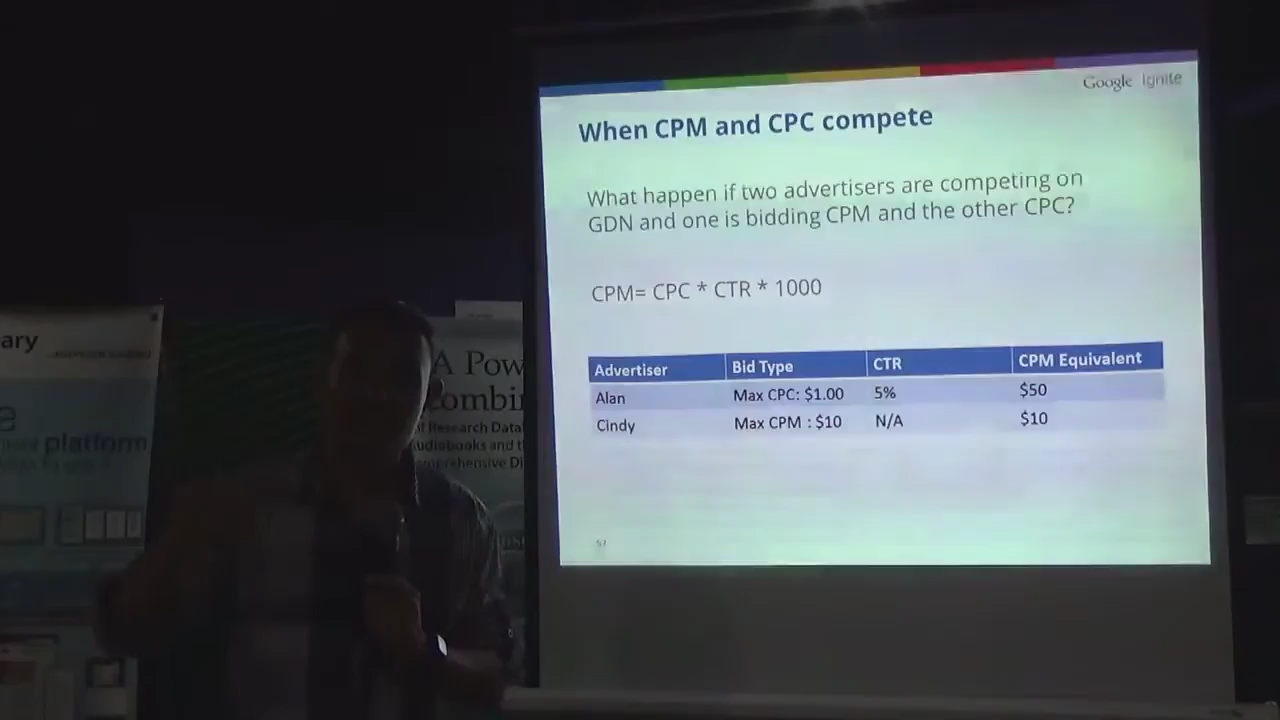 Google Ignite
When CPM and CPC compete
What happen if two advertisers are competing on
GDN and one is bidding CPM and the other CPC?
CPM= CPC * CTR * 1000
Advertiser Bid Type CTR CPM Equivalent
Alan Max CPC: $1.00 5% $50
Cindy Max CPM : $10 N/A $10
57
ary
platform
A Pow
ombi
Research Data
udiobooks and t
mprehensive Di